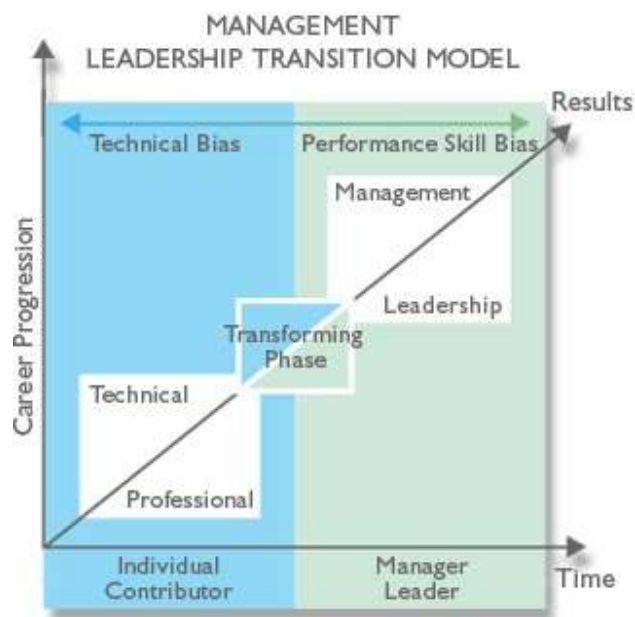 MANAGEMENT
LEADERSHIP TRANSITION MODEL
Results
Technical Bias
Performance Skill Bias
Management
Leadership
Transforming
Phase
Technical
Professional
Career Progression
Individual
Contributor
Manager
Leader
Time